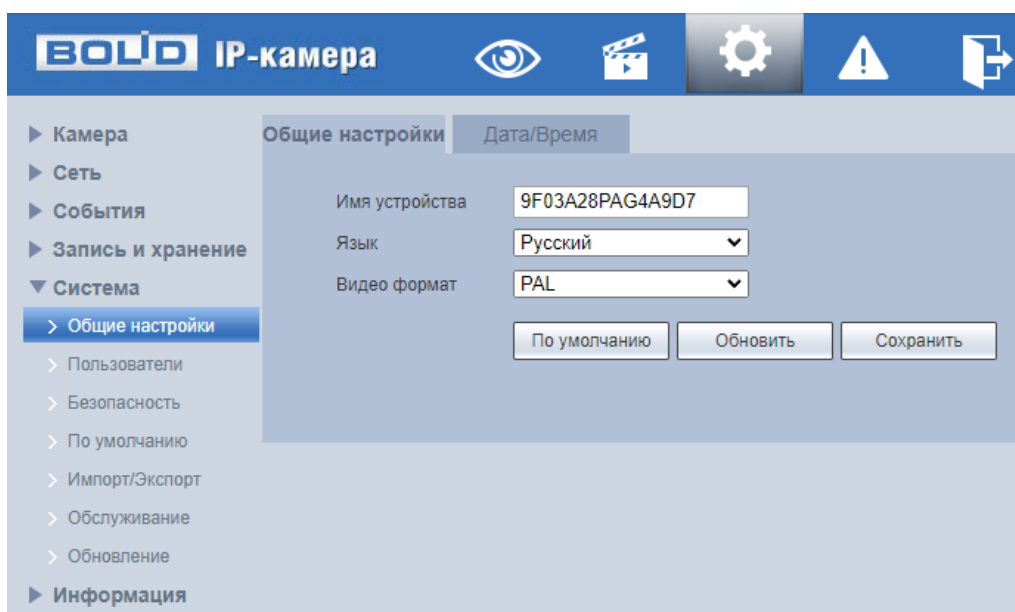 BOLID IP-камера
Камера
Сеть
События
Запись и хранение
Система
Общие настройки
Пользователи
Безопасность
По умолчанию
Импорт/Экспорт
Обслуживание
Обновление
Информация
Общие настройки Дата/Время
Имя устройства 9F03A28PAG4A9D7
Язык Русский
Видео формат PAL
По умолчанию Обновить Сохранить